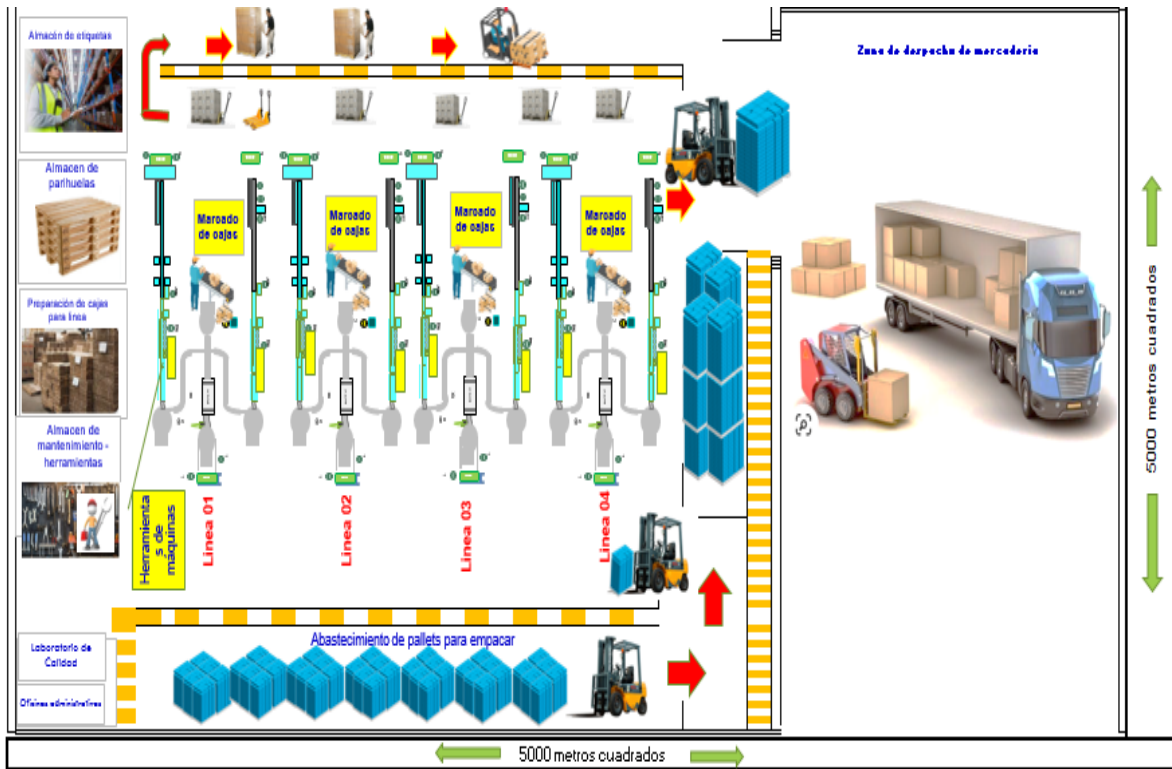 Almacén de etiquetas
Zona de despacho de mercaderia
Almacen de
parihuelas
Marcado
de cajas
Marcado
de cajas
Marcado
de cajas
Marcado
de cajas
Preparación de cajas
para linea
Almacen de
mantenimiento -
herramientas
Herramienta
s de
máquinas
Linea 01
Linea 02
Linea 03
Linea 04
5000 metros cuadrados
Abastecimiento de pallets para empacar
Laboratorio de
Calidad
Oficinas administrativas
5000 metros cuadrados